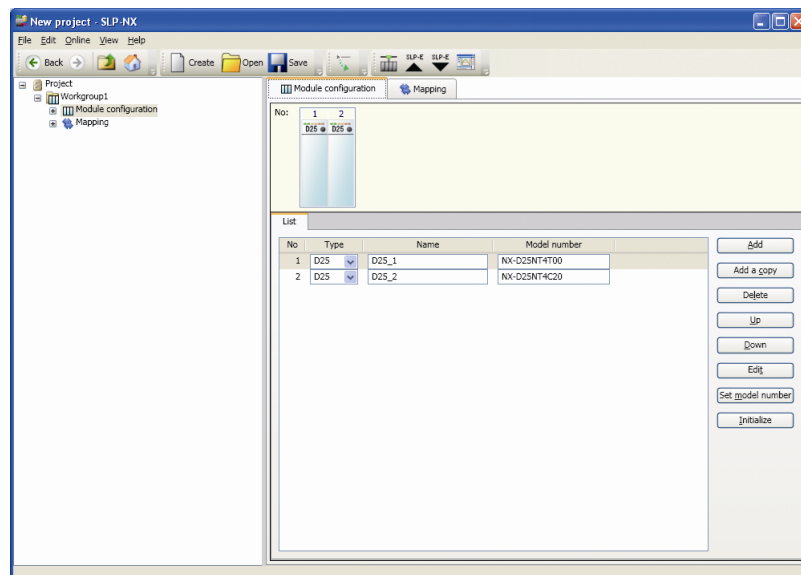 New project - SLP-NX
File Edit Online View Help
Back Create Open Save SLP-E SLP-E
Project
Workgroup1
Module configuration
Mapping
Module configuration Mapping
No: 1 2
D25 D25
List
No Type Name Model number
1 D25 D25_1 NX-D25NT4T00
2 D25 D25_2 NX-D25NT4C20
Add
Add a copy
Delete
Up
Down
Edit
Set model number
Initialize